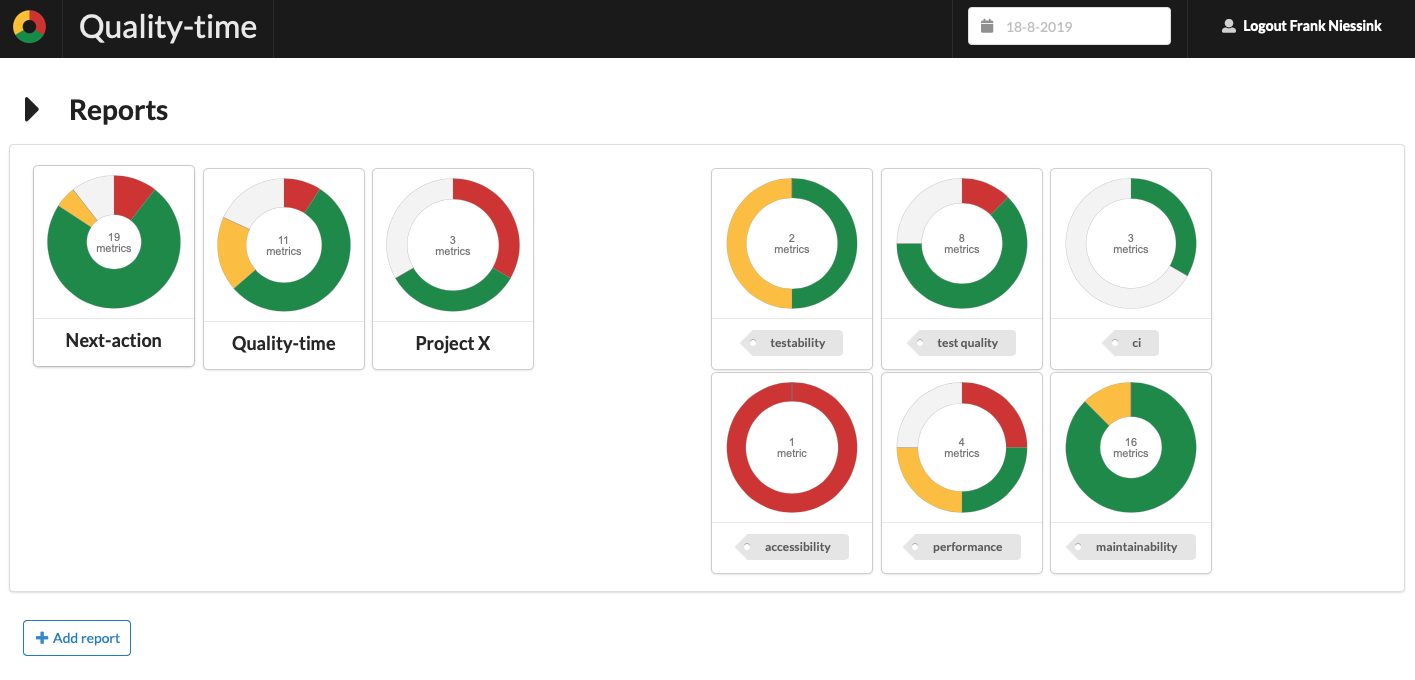 Quality-time
18-8-2019
Logout Frank Niessink
Reports
19
metrics
Next-action
11
metrics
Quality-time
3
metrics
Project X
2
metrics
testability
8
metrics
test quality
3
metrics
ci
1
metric
accessibility
4
metrics
performance
16
metrics
maintainability
Add report